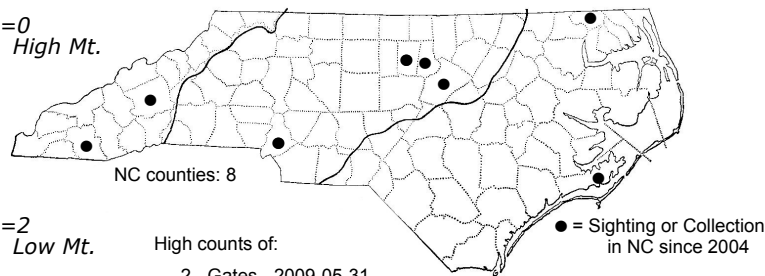 =0
High Mt.
NC counties: 8
=2
Low Mt.
High counts of:
2 - Gates - 2009-05-31
● = Sighting or Collection
in NC since 2004